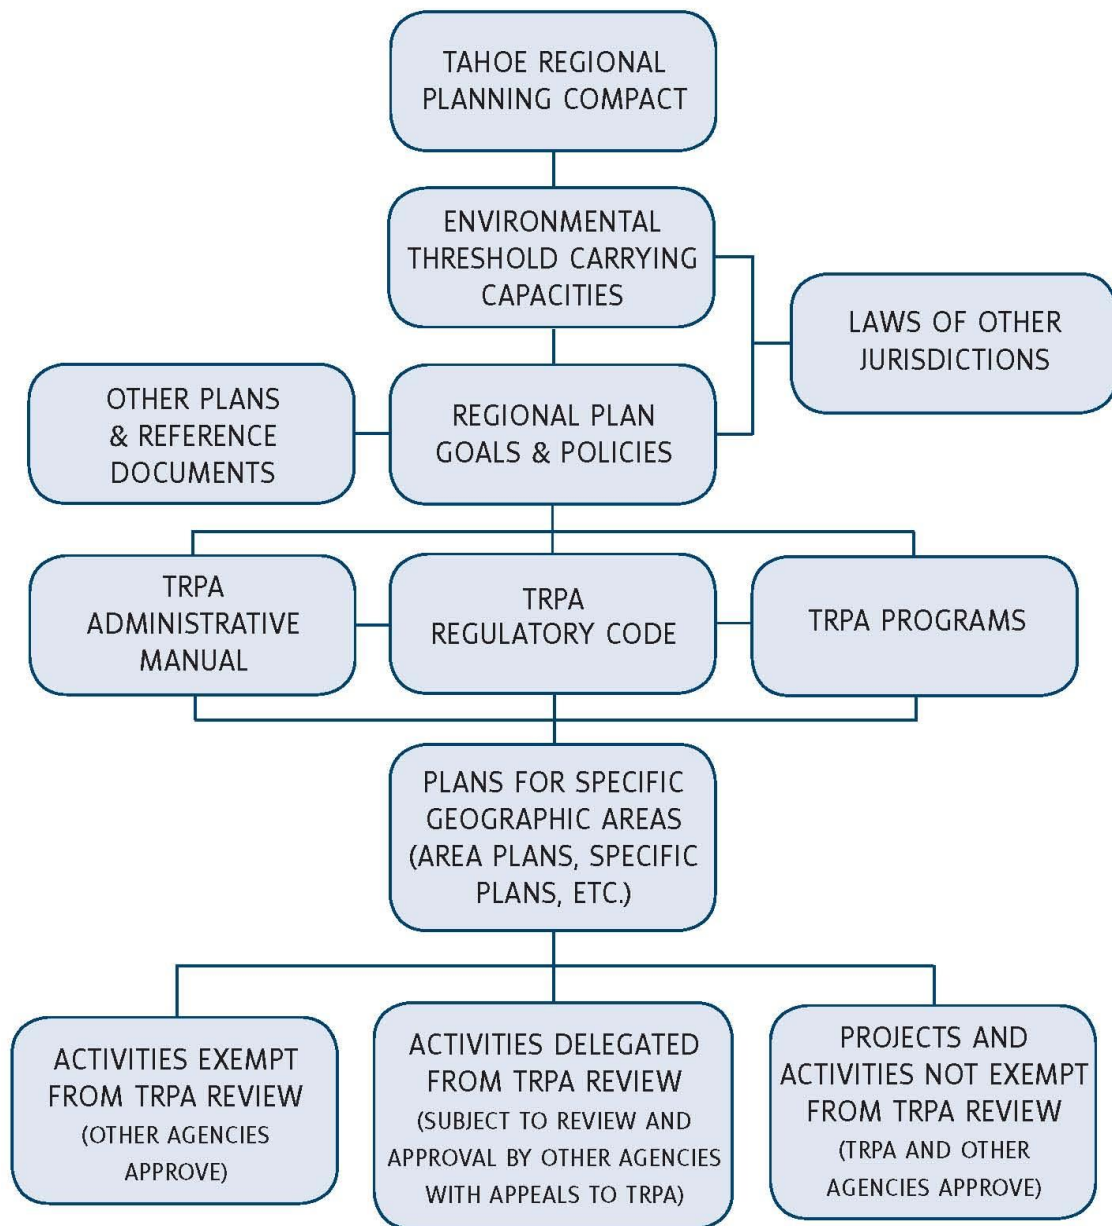 TAHOE REGIONAL
PLANNING COMPACT
ENVIRONMENTAL
THRESHOLD CARRYING
CAPACITIES
LAWS OF OTHER
JURISDICTIONS
OTHER PLANS
& REFERENCE
DOCUMENTS
REGIONAL PLAN
GOALS & POLICIES
TRPA
ADMINISTRATIVE
MANUAL
TRPA
REGULATORY CODE
TRPA PROGRAMS
PLANS FOR SPECIFIC
GEOGRAPHIC AREAS
(AREA PLANS, SPECIFIC
PLANS, ETC.)
ACTIVITIES EXEMPT
FROM TRPA REVIEW
(OTHER AGENCIES
APPROVE)
ACTIVITIES DELEGATED
FROM TRPA REVIEW
(SUBJECT TO REVIEW AND
APPROVAL BY OTHER AGENCIES
WITH APPEALS TO TRPA)
PROJECTS AND
ACTIVITIES NOT EXEMPT
FROM TRPA REVIEW
(TRPA AND OTHER
AGENCIES APPROVE)